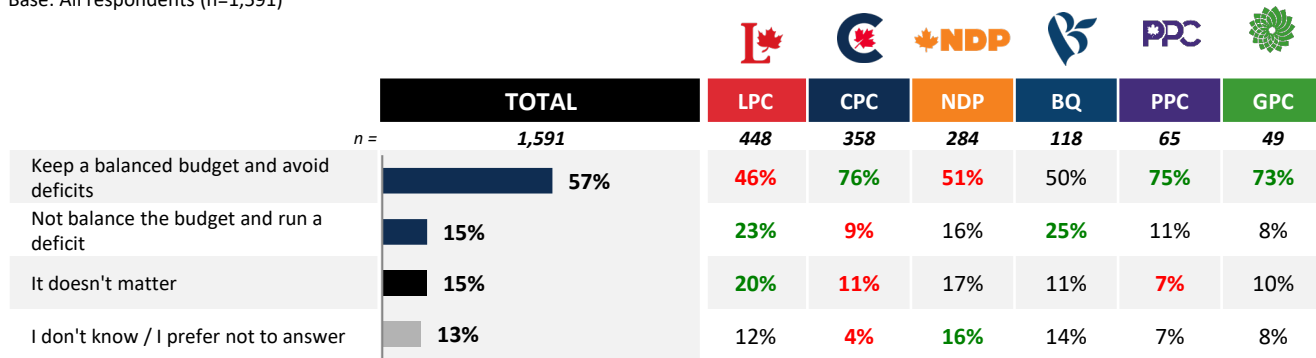 Base: All respondents (n=1,591)
L C NDP PPC
TOTAL LPC CPC NDP BQ PPC GPC
n = 1,591 448 358 284 118 65 49
Keep a balanced budget and avoid
deficits
57% 46% 76% 51% 50% 75% 73%
Not balance the budget and run a
deficit
15% 23% 9% 16% 25% 11% 8%
It doesn't matter 15% 20% 11% 17% 11% 7% 10%
I don't know / I prefer not to answer 13% 12% 4% 16% 14% 7% 8%